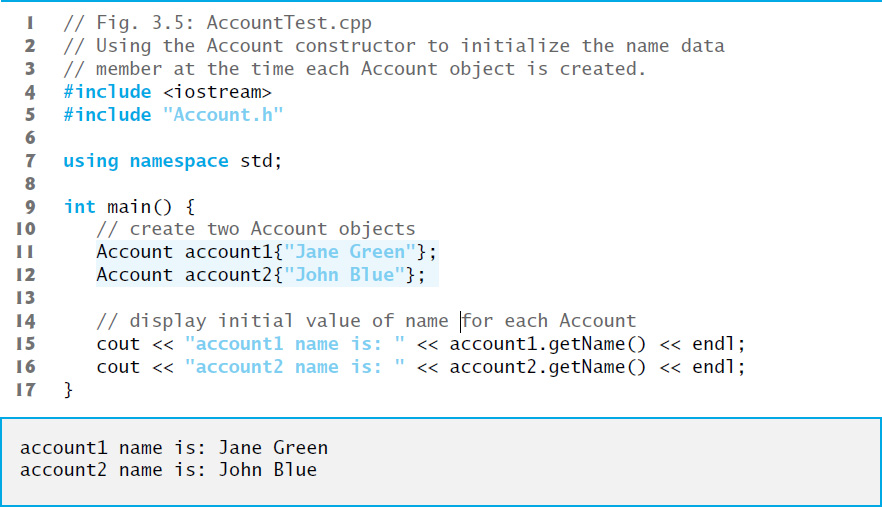 1 // Fig. 3.5: AccountTest.cpp
2 // Using the Account constructor to initialize the name data
3 // member at the time each Account object is created.
4 #include <iostream>
5 #include "Account.h"
6
7 using namespace std;
8
9 int main() {
10 // create two Account objects
11 Account account1{"Jane Green"};
12 Account account2{"John Blue"};
13
14 // display initial value of name for each Account
15 cout << "account1 name is: " << account1.getName() << endl;
16 cout << "account2 name is: " << account2.getName() << endl;
17 }
account1 name is: Jane Green
account2 name is: John Blue